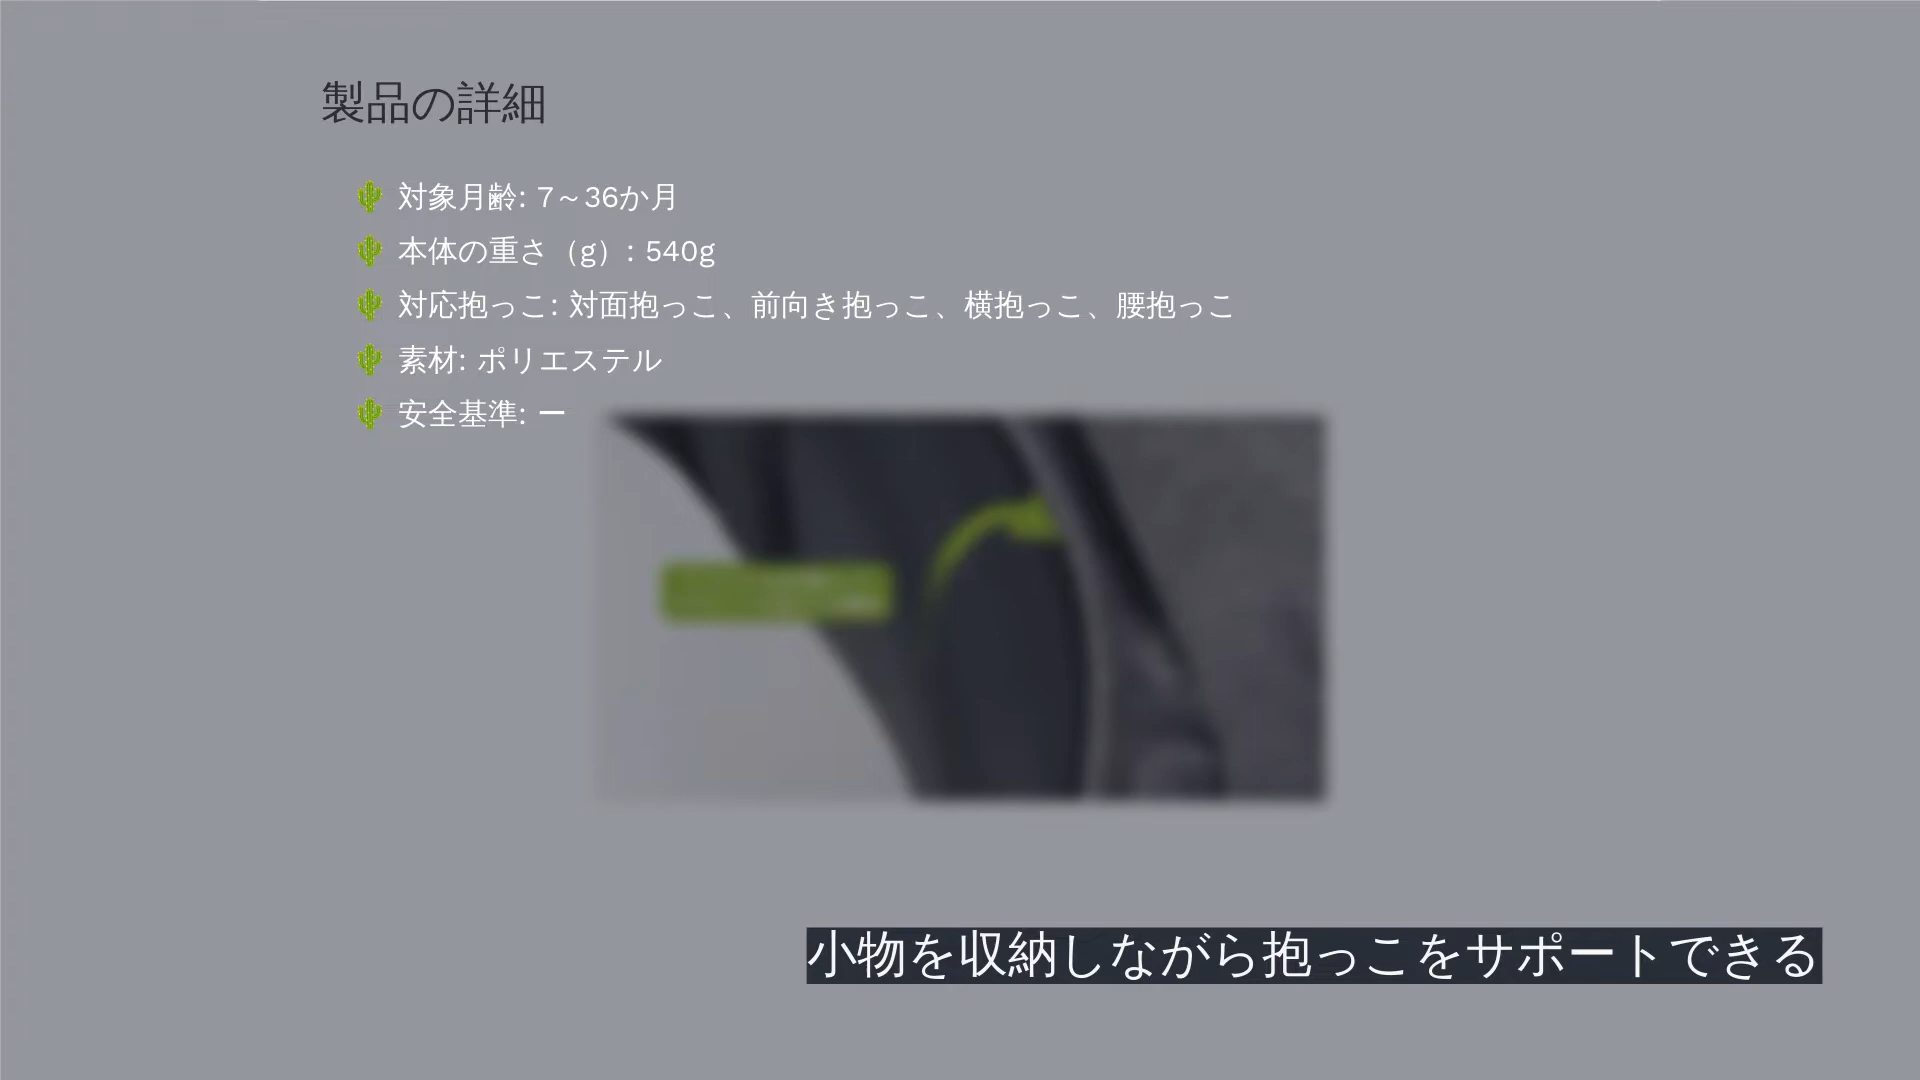 製品の詳細
対象月齢: 7～36か月
本体の重さ（g）: 540g
対応抱っこ: 対面抱っこ、前向き抱っこ、横抱っこ、腰抱っこ
素材: ポリエステル
安全基準: ー
小物を収納しながら抱っこをサポートできる